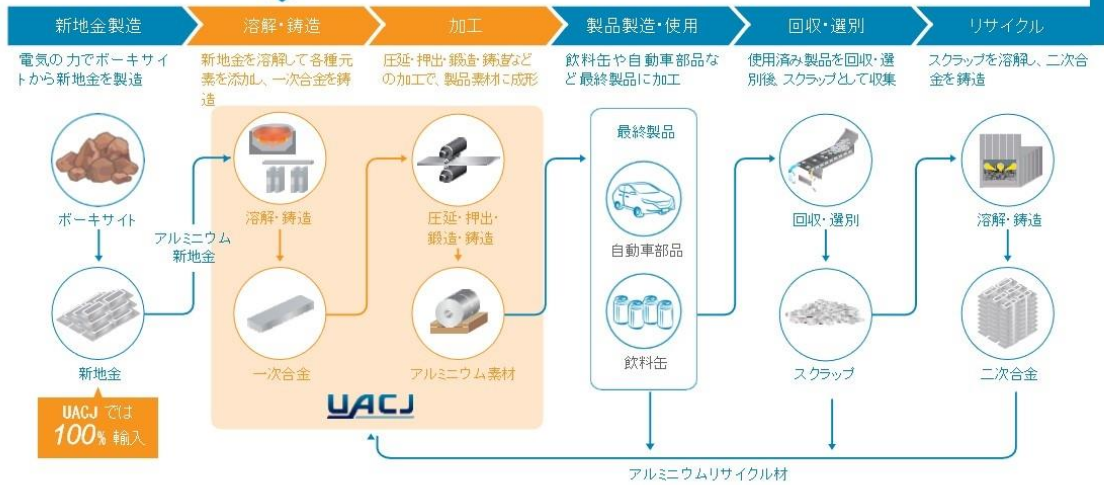 新地金製造
溶解・鋳造
加工
製品製造・使用
回収・選別
リサイクル
電気の力でボーキサイ
トから新地金を製造
新地金を溶解して各種元
素を添加し、一次合金を鋳
造
圧延・押出・鍛造・鋳造など
の加工で、製品素材に成形
飲料缶や自動車部品な
ど最終製品に加工
使用済み製品を回収・選
別後、スクラップとして収集
スクラップを溶解し、二次合
金を鋳造
ボーキサイト
アルミニウム
新地金
新地金
UACJ では
100% 輸入
溶解・鋳造
一次合金
圧延・押出・
鍛造・鋳造
アルミニウム素材
UACJ
最終製品
自動車部品
飲料缶
回収・選別
スクラップ
溶解・鋳造
二次合金
アルミニウムリサイクル材